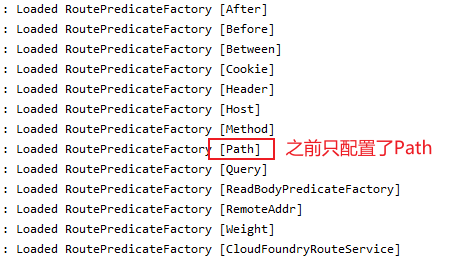 : Loaded RoutePredicateFactory [After]
: Loaded RoutePredicateFactory [Before]
: Loaded RoutePredicateFactory [Between]
: Loaded RoutePredicateFactory [Cookie]
: Loaded RoutePredicateFactory [Header]
: Loaded RoutePredicateFactory [Host]
: Loaded RoutePredicateFactory [Method]
: Loaded RoutePredicateFactory [Path] 之前只配置了Path
: Loaded RoutePredicateFactory [Query]
: Loaded RoutePredicateFactory [ReadBodyPredicateFactory]
: Loaded RoutePredicateFactory [RemoteAddr]
: Loaded RoutePredicateFactory [Weight]
: Loaded RoutePredicateFactory [CloudFoundryRouteService]